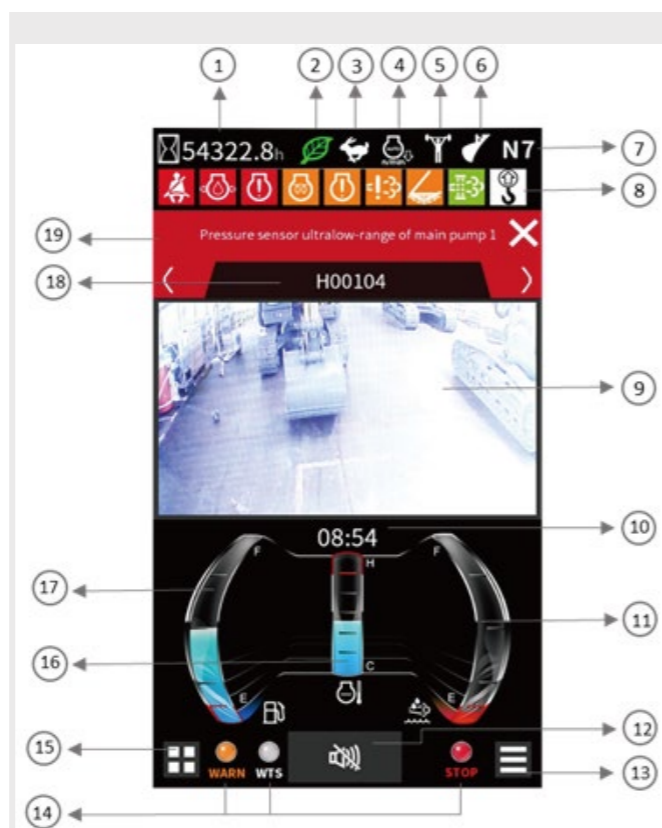 1 2 3 4 5 6
54322.8h N7 7
8
19 Pressure sensor ultralow-range of main pump 1
18 H00104
9
08:54 10
F H F
17 11
16 C
E E
12
15 WARN WTS STOP 13
14